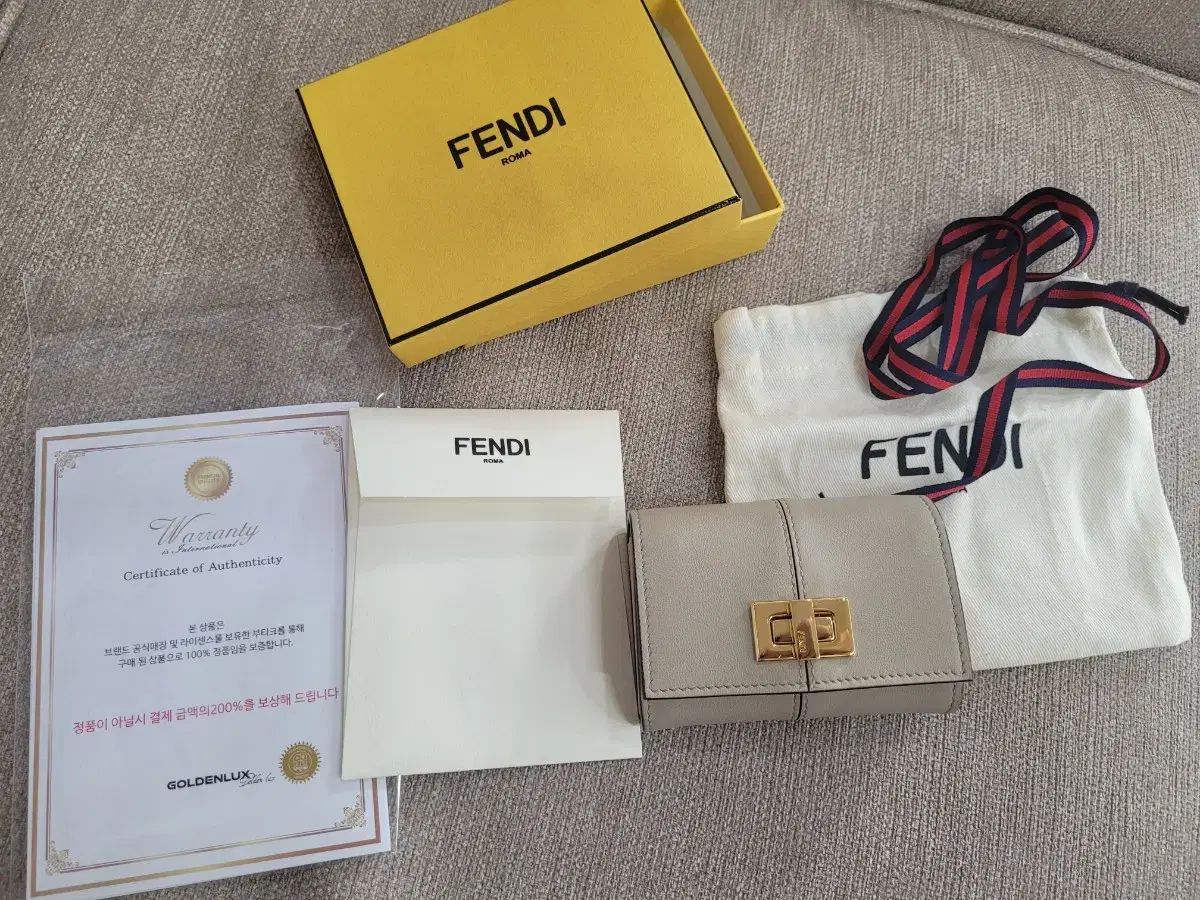 FENDI
ROMA
FENDI
FENDI
ROMA
FENDI
Warranty
is International
Certificate of Authenticity
본 상품은
브랜드 공식매장 및 라이센스를 보유한 부티크를 통해
구매 된 상품으로 100% 정품임을 보증합니다.
정품이 아닐시 결제 금액의200%를 보상해 드립니다
GOLDENLUX